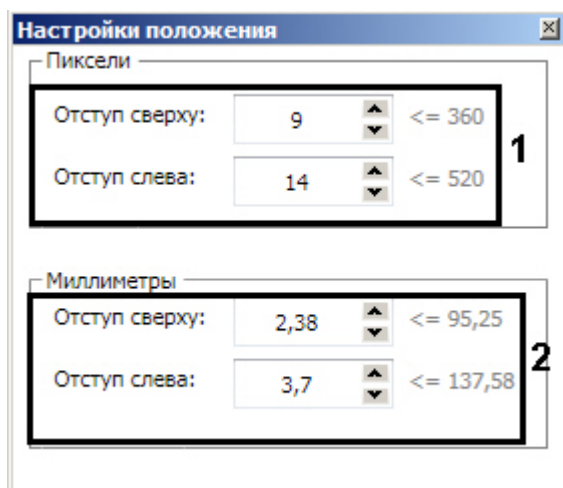 Настройки положения
Пиксели
Отступ сверху: 9 <= 360
1
Отступ слева: 14 <= 520
Миллиметры
Отступ сверху: 2,38 <= 95,25
2
Отступ слева: 3,7 <= 137,58